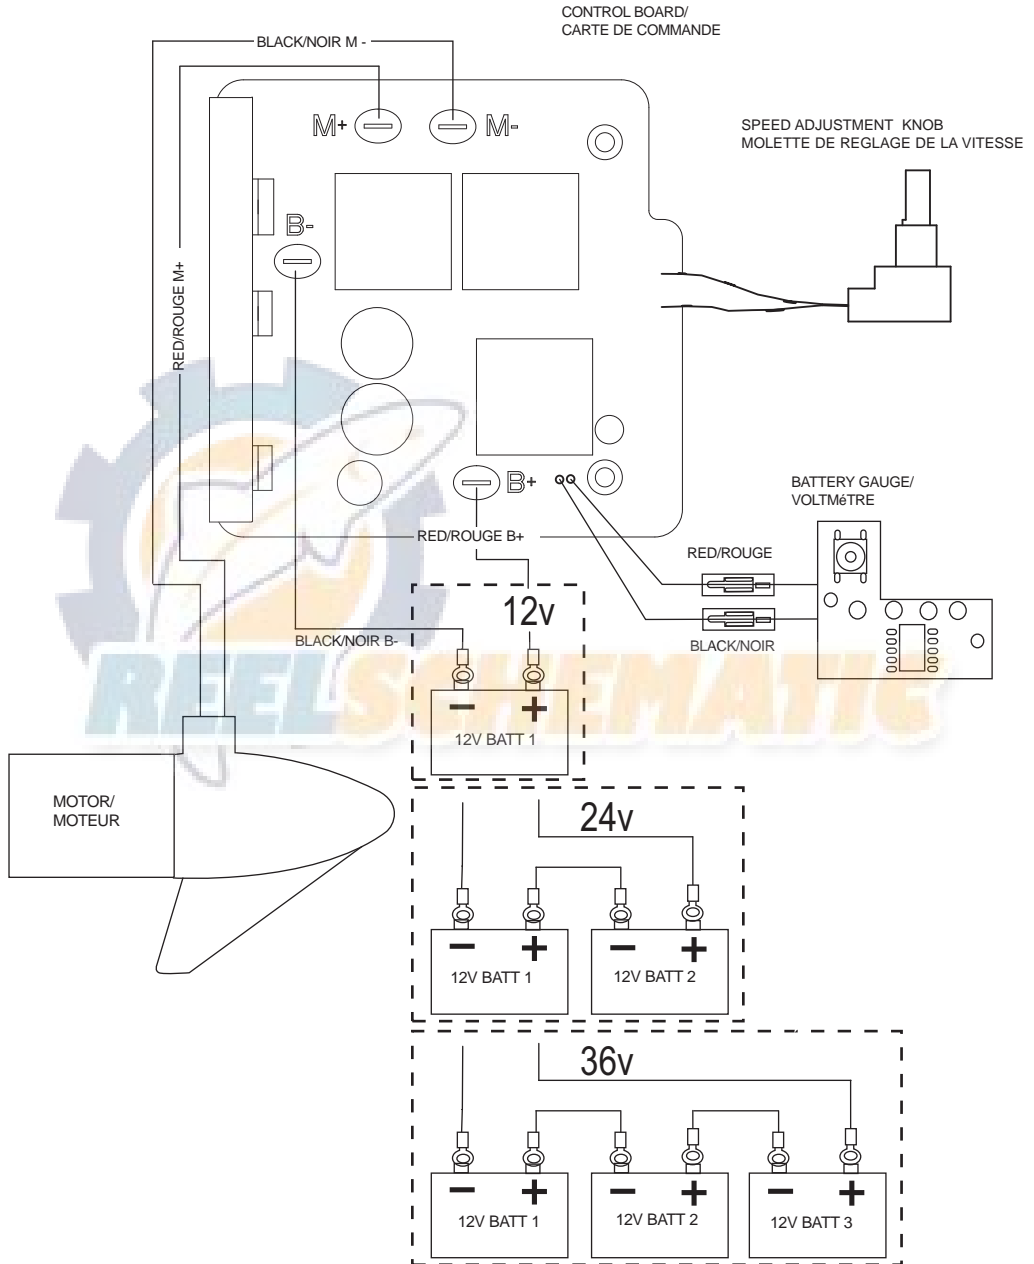 CONTROL BOARD/
CARTE DE COMMANDE
BLACK/NOIR M -
M+
M-
SPEED ADJUSTMENT KNOB
MOLETTE DE REGLAGE DE LA VITESSE
B-
RED/ROUGE M+
B+
BATTERY GAUGE/
VOLTMéTRE
RED/ROUGE B+
RED/ROUGE
12v
BLACK/NOIR B-
BLACK/NOIR
REELSCHEMATIC
- +
12V BATT 1
MOTOR/
MOTEUR
24v
- + - +
12V BATT 1
12V BATT 2
36v
- + - + - +
12V BATT 1
12V BATT 2
12V BATT 3